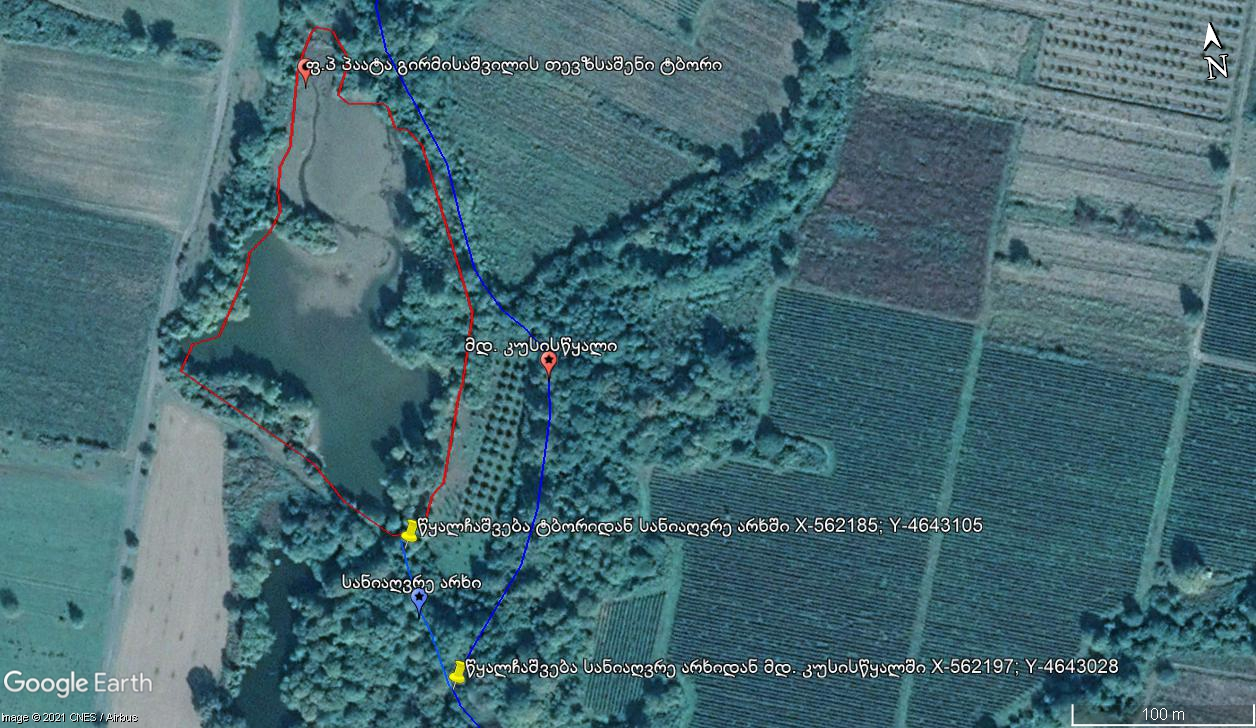 N
ფ.პ პაატა გირმისაშვილის თევზსაშენი ტბორი
მდ. კუსისწყალი
წყალჩაშვება ტბორიდან სანიაღვრე არხში X-562185; Y-4643105
სანიაღვრე არხი
წყალჩაშვება სანიაღვრე არხიდან მდ. კუსისწყალში X-562197; Y-4643028
Google Earth
Image © 2021 CNES / Airbus
100 m